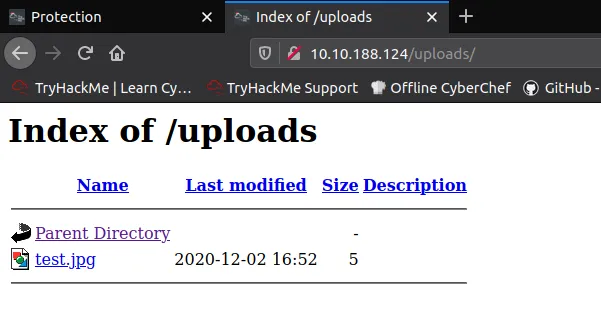 Protection
Index of /uploads
10.10.188.124/uploads/
TryHackMe | Learn Cy…
TryHackMe Support
Offline CyberChef
GitHub -
Index of /uploads
Name Last modified Size Description
Parent Directory -
test.jpg 2020-12-02 16:52 5